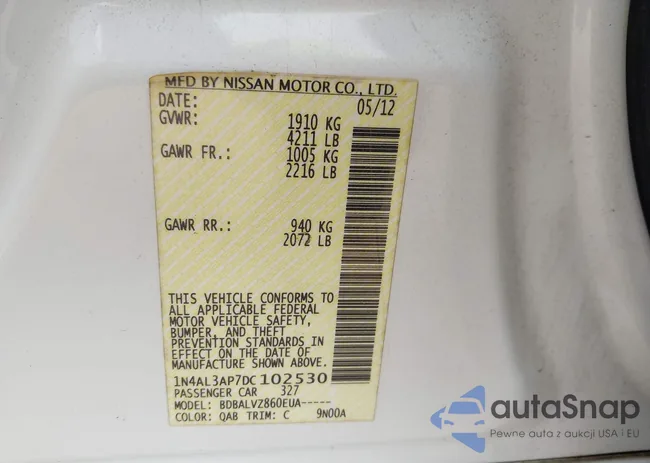 MFD BY NISSAN MOTOR CO., LTD.
DATE: 05/12
GVWR: 1910 KG
4211 LB
GAWR FR.: 1005 KG
2216 LB
GAWR RR.: 940 KG
2072 LB
THIS VEHICLE CONFORMS TO
ALL APPLICABLE FEDERAL
MOTOR VEHICLE SAFETY,
BUMPER, AND THEFT
PREVENTION STANDARDS IN
EFFECT ON THE DATE OF
MANUFACTURE SHOWN ABOVE.
1N4AL3AP7DC102530
PASSENGER CAR 327
MODEL: BDBALVZ860EUA-----
COLOR: QAB TRIM: C 9N00A
autoSnap
Pewne auta z aukcji USA i EU